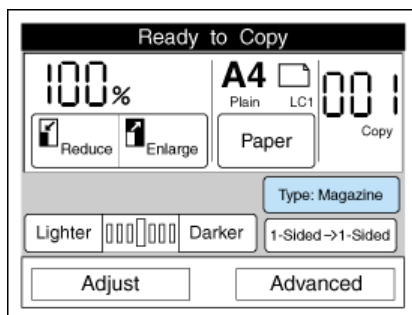 Ready to Copy
100%
A4
Plain LC1
001
Copy
Reduce Enlarge
Paper
Type: Magazine
Lighter Darker
1-Sided→1-Sided
Adjust Advanced